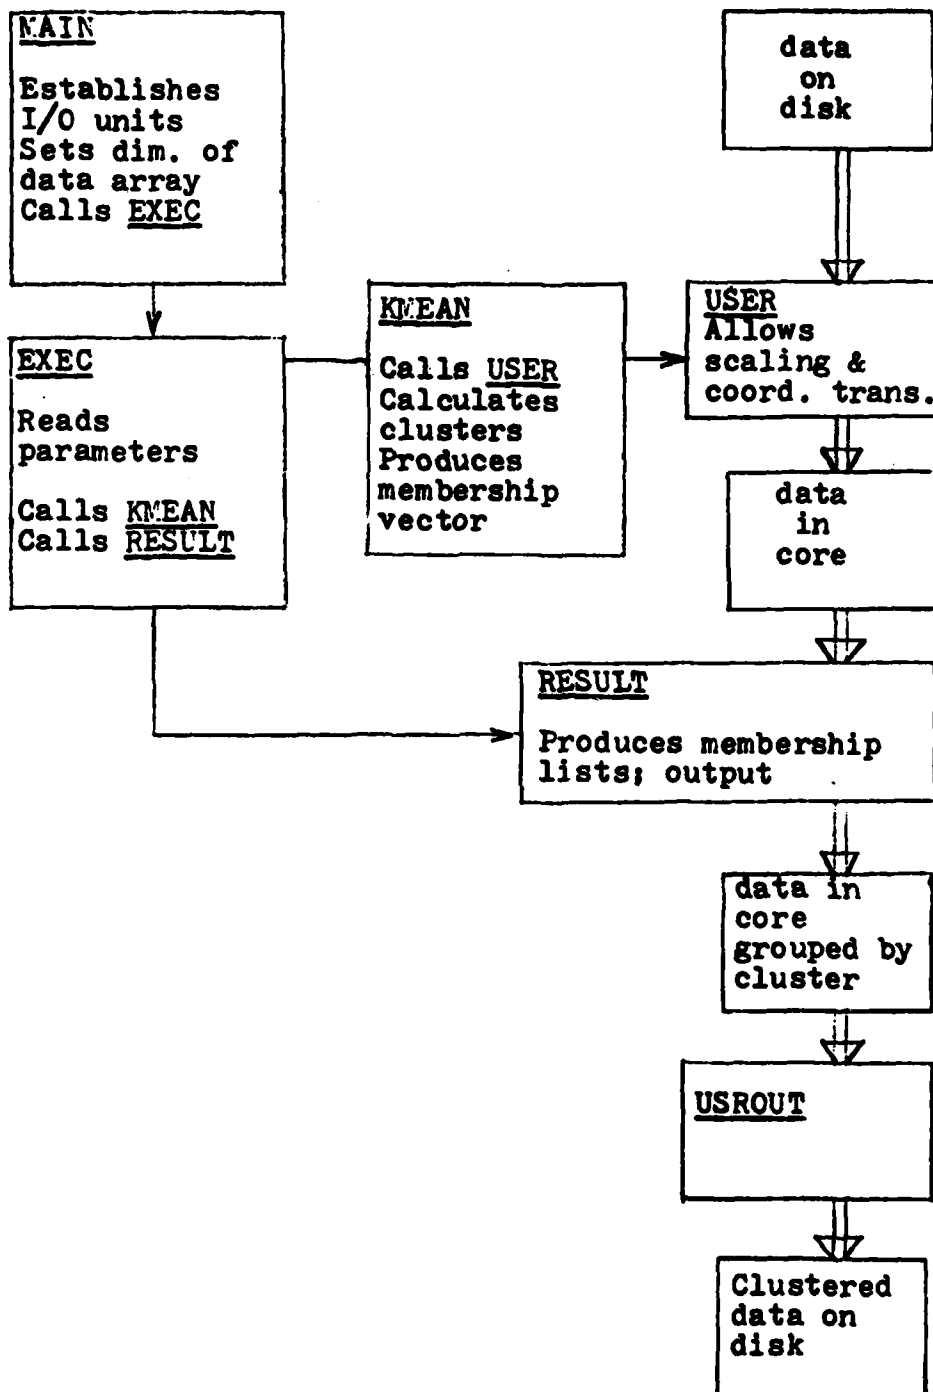 MAIN
Establishes
I/O units
Sets dim. of
data array
Calls EXEC
data
on
disk
EXEC
Reads
parameters
Calls KMEAN
Calls RESULT
KMEAN
Calls USER
Calculates
clusters
Produces
membership
vector
USER
Allows
scaling &
coord. trans.
data
in
core
RESULT
Produces membership
lists; output
data in
core
grouped by
cluster
USROUT
Clustered
data on
disk